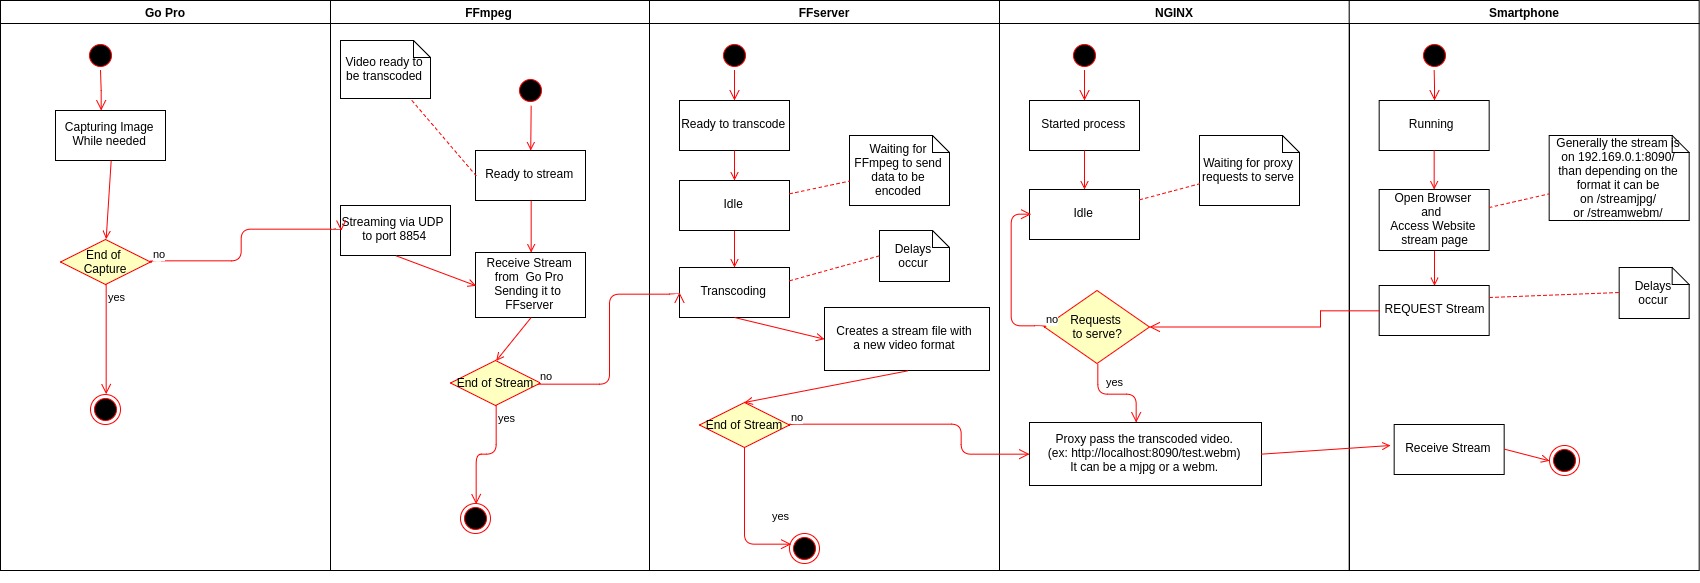 Go Pro
FFmpeg
FFserver
NGINX
Smartphone
Capturing Image
While needed
End of
Capture
no
yes
Video ready to
be transcoded
Ready to stream
Streaming via UDP
to port 8854
Receive Stream
from Go Pro
Sending it to
FFserver
End of Stream
no
yes
Ready to transcode
Waiting for
FFmpeg to send
data to be
encoded
Idle
Delays
occur
Transcoding
Creates a stream file with
a new video format
End of Stream
no
yes
Started process
Waiting for proxy
requests to serve
Idle
Requests
to serve?
no
yes
Proxy pass the transcoded video.
(ex: http://localhost:8090/test.webm)
It can be a mjpg or a webm.
Running
Generally the stream is
on 192.169.0.1:8090/
than depending on the
format it can be
on /streamjpg/
or /streamwebm/
Open Browser
and
Access Website
stream page
Delays
occur
REQUEST Stream
Receive Stream